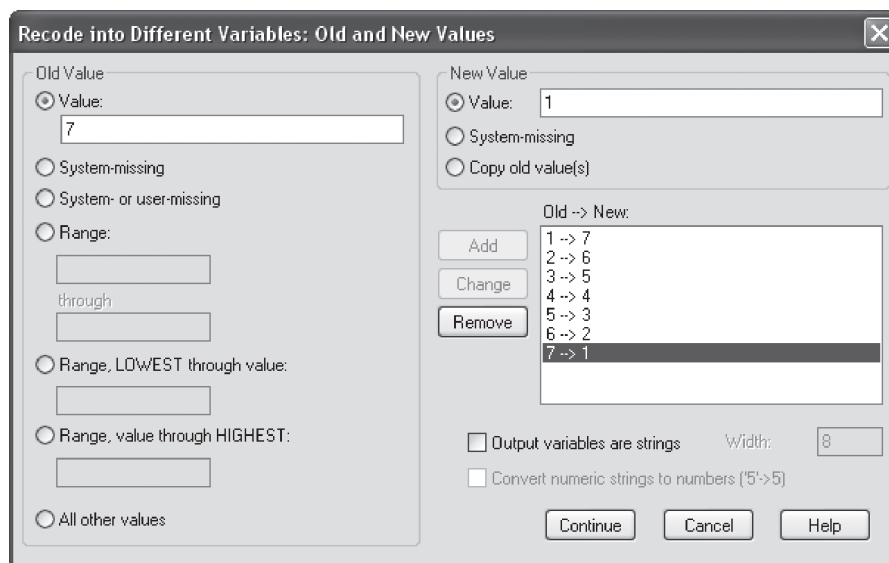 Recode into Different Variables: Old and New Values
Old Value
Value:
7
System-missing
System- or user-missing
Range:
through
Range, LOWEST through value:
Range, value through HIGHEST:
All other values
New Value
Value: 1
System-missing
Copy old value(s)
Old --> New:
Add
Change
Remove
1 --> 7
2 --> 6
3 --> 5
4 --> 4
5 --> 3
6 --> 2
7 --> 1
Output variables are strings Width: 8
Convert numeric strings to numbers ('5'->5)
Continue Cancel Help